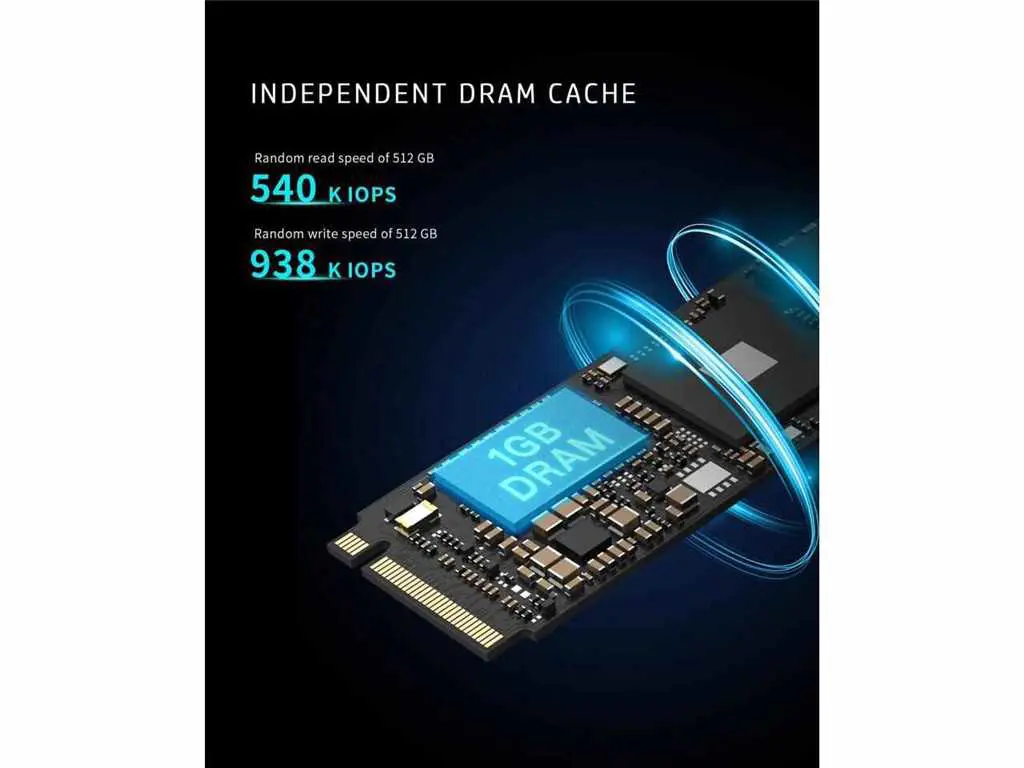 INDEPENDENT DRAM CACHE
Random read speed of 512 GB
540 K IOPS
Random write speed of 512 GB
938 K IOPS
1GB
DRAM